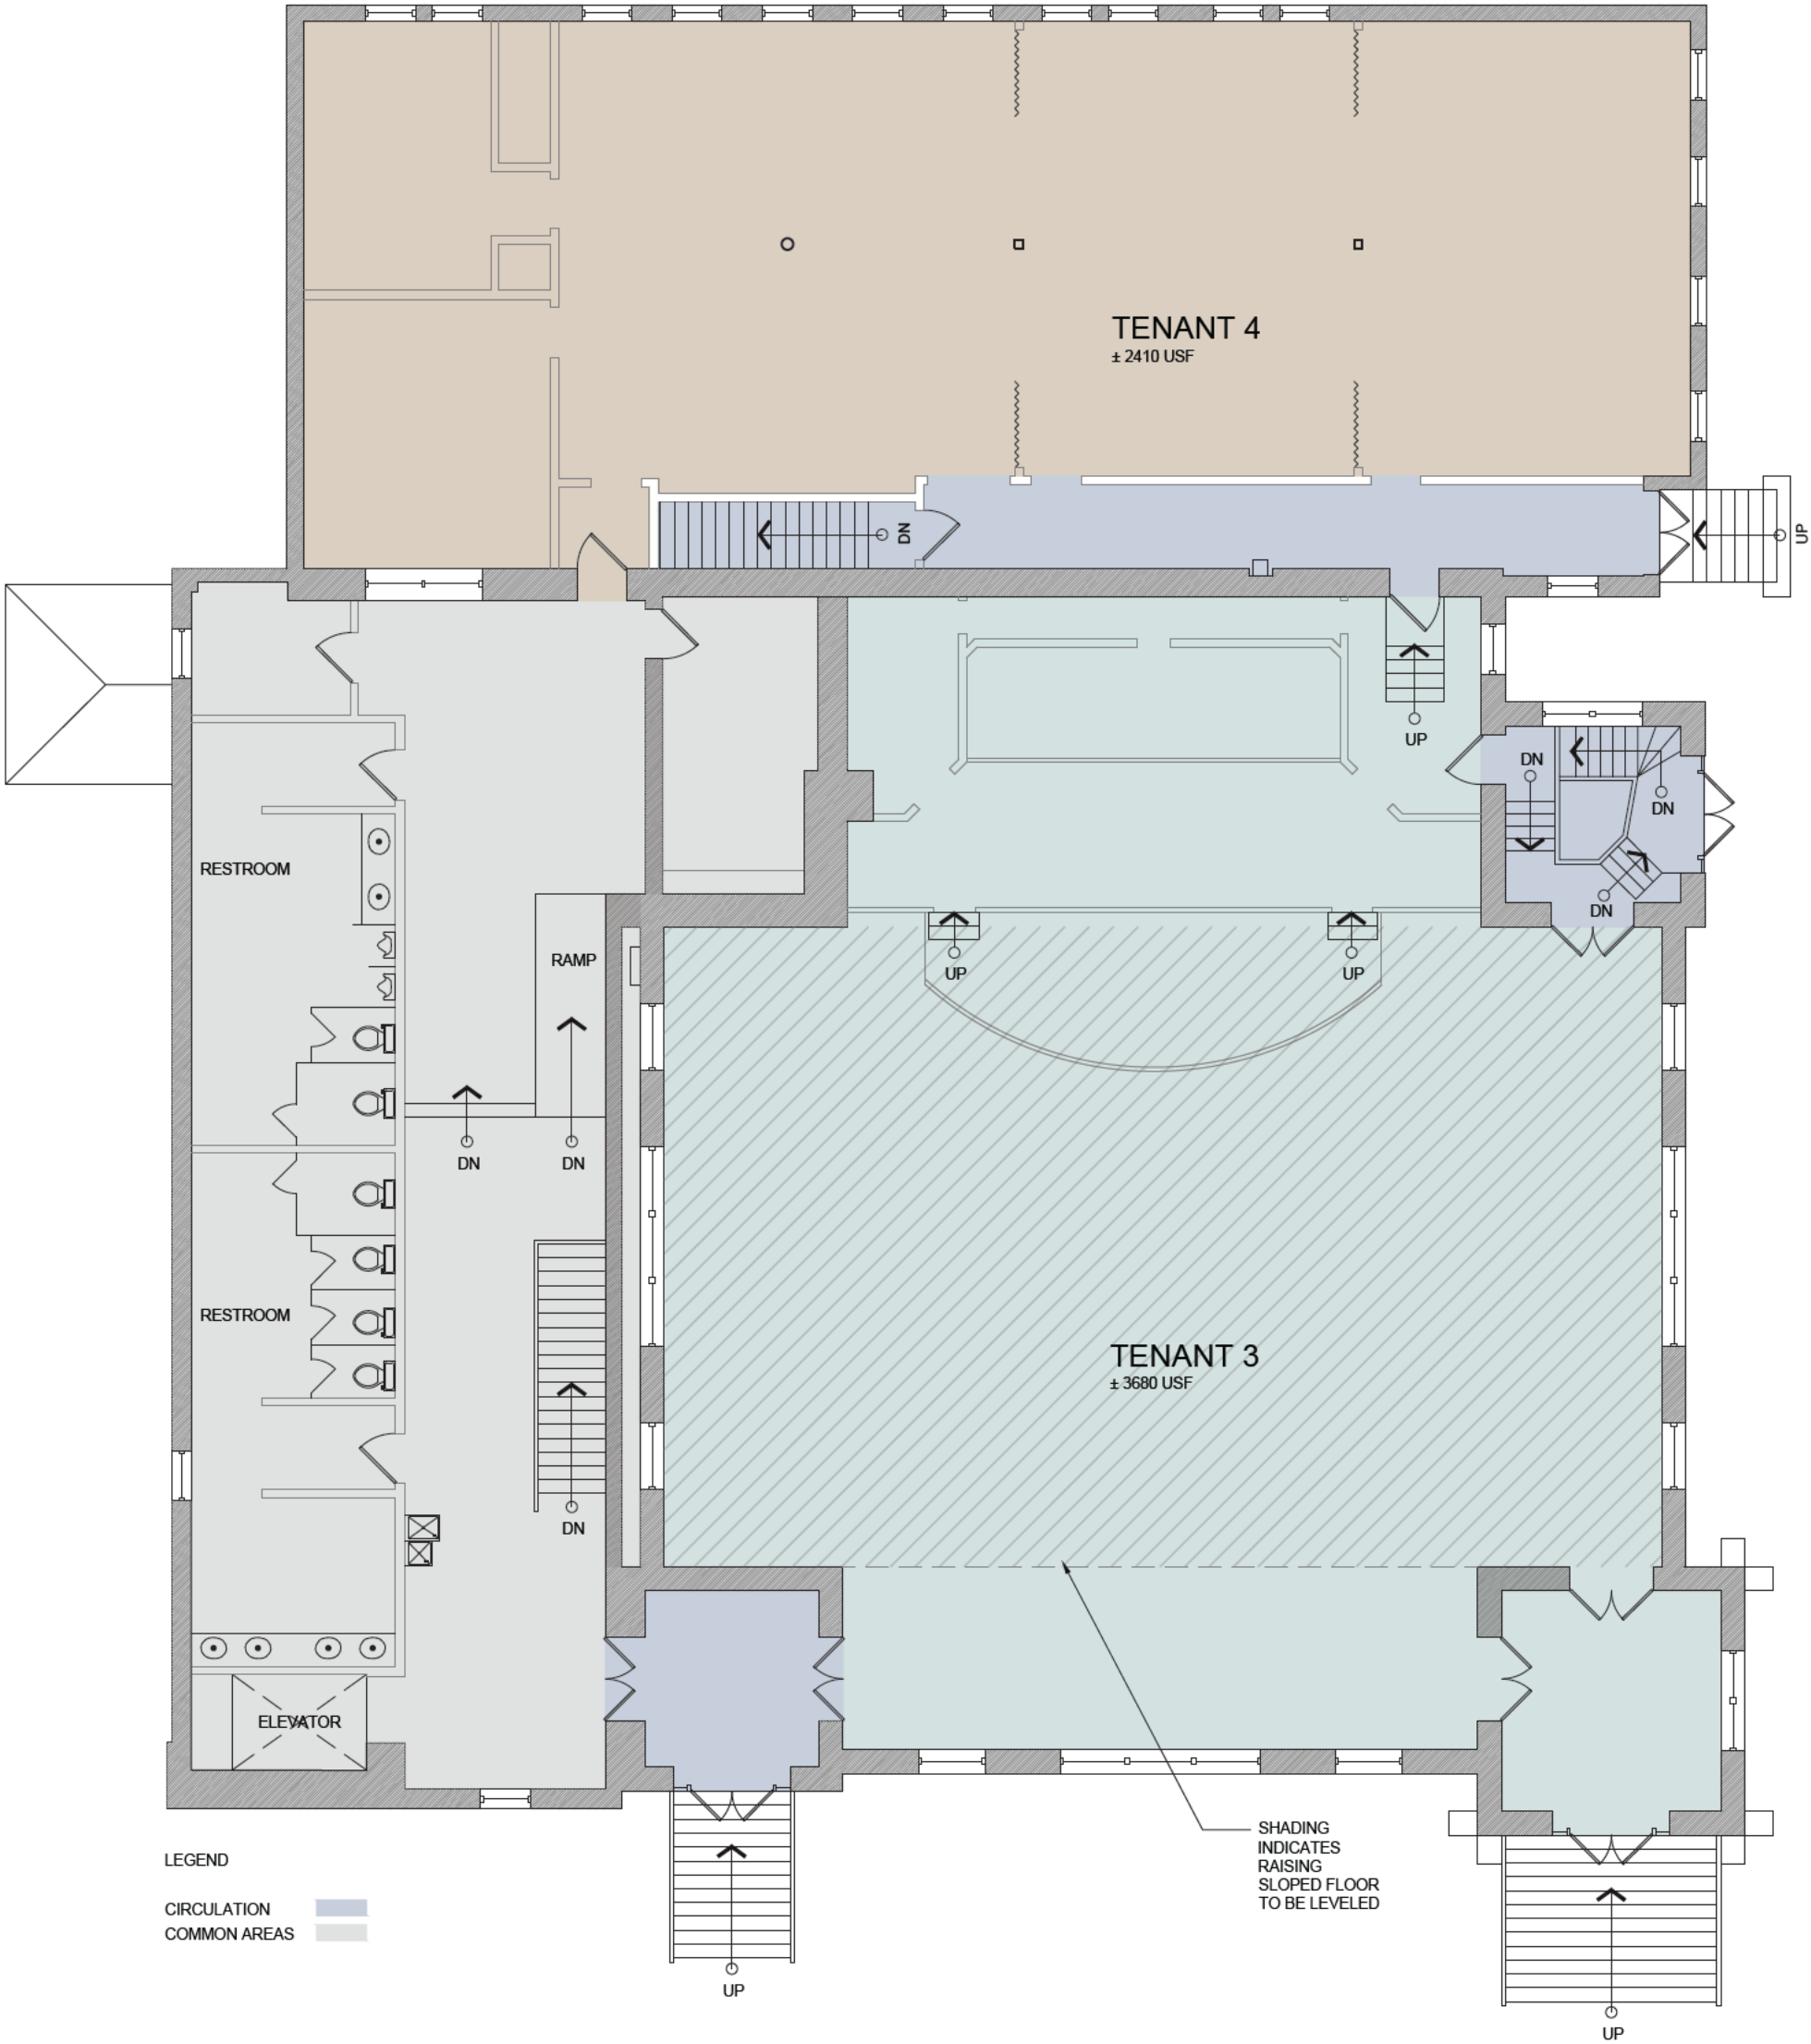 TENANT 4
± 2410 USF
DN
UP
UP
DN
DN
DN
RESTROOM
RAMP
UP
UP
DN
DN
RESTROOM
TENANT 3
± 3680 USF
DN
ELEVATOR
SHADING
INDICATES
RAISING
SLOPED FLOOR
TO BE LEVELED
LEGEND
CIRCULATION
COMMON AREAS
UP
UP